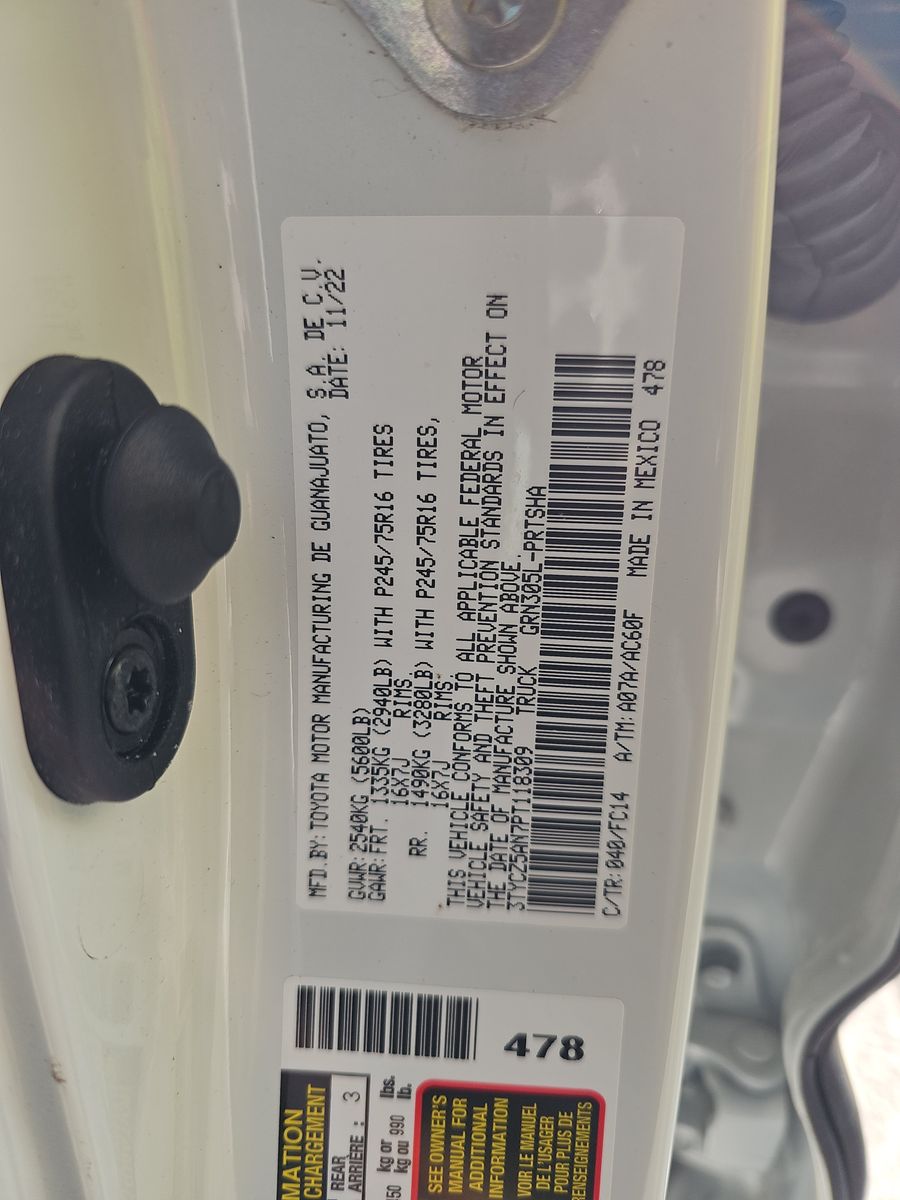 MFD.BY:TOYOTA MOTOR MANUFACTURING DE GUANAJUATO, S.A. DE C.V.
DATE: 11/22
GVWR:2540KG (5600LB)
GAWR:FRT. 1335KG (2940LB) WITH P245/75R16 TIRES
16X7J RIMS,
RR. 1490KG (3280LB) WITH P245/75R16 TIRES,
16X7J RIMS.
THIS VEHICLE CONFORMS TO ALL APPLICABLE FEDERAL MOTOR
VEHICLE SAFETY AND THEFT PREVENTION STANDARDS IN EFFECT ON
THE DATE OF MANUFACTURE SHOWN ABOVE.
3TYCZ5AN7PT118309 TRUCK GRN305L-PRTSHA
C/TR:040/FC14 A/TM:A07A/AC60F MADE IN MEXICO 478
478
CHARGEMENT
REAR
ARRIÈRE : 3
kg or lbs.
kg ou 990 lb.
SEE OWNER'S
MANUAL FOR
ADDITIONAL
INFORMATION
VOIR LE MANUEL
DE L'USAGER
POUR PLUS DE
RENSEIGNEMENTS